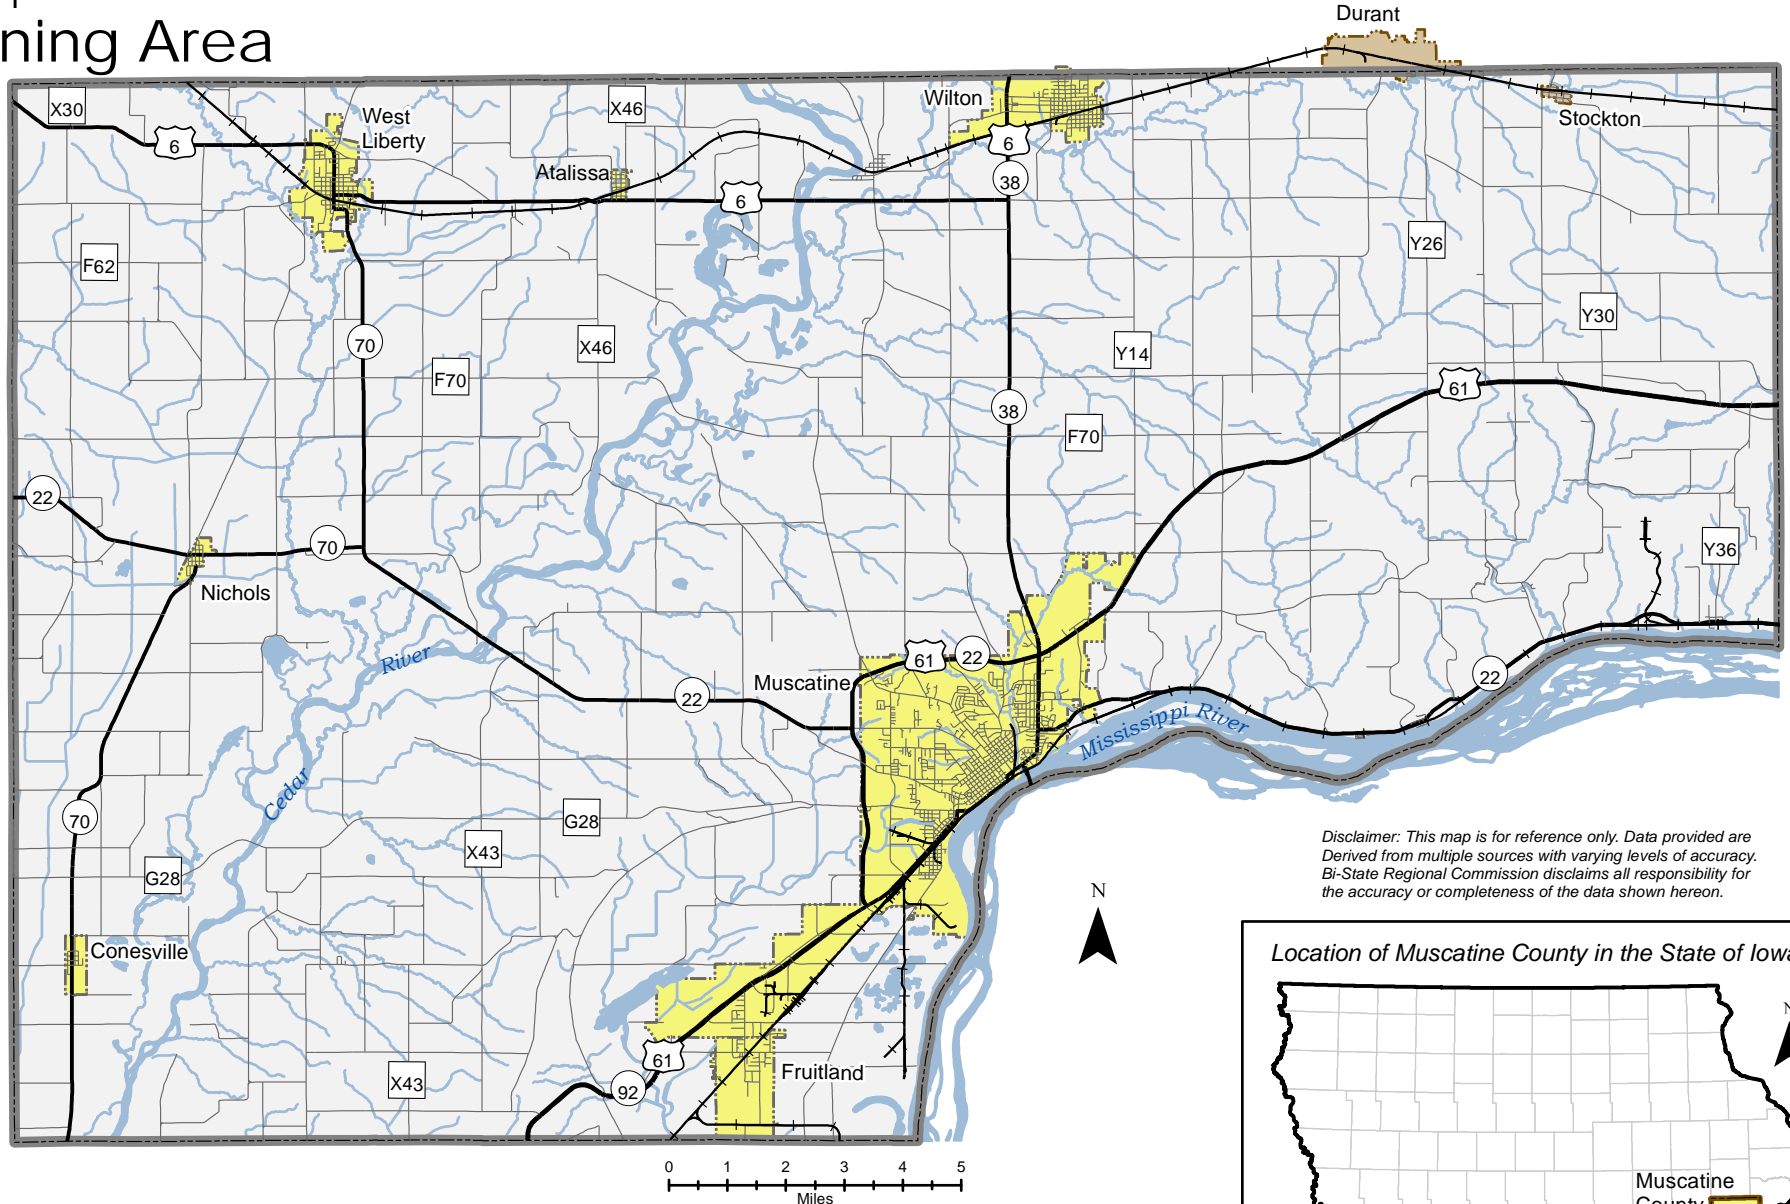 ning Area
Durant
X30
West
Liberty
X46
Wilton
Stockton
6
6
Atalissa
38
6
F62
Y26
Y30
70
X46
Y14
F70
61
38
F70
22
70
Y36
Nichols
River
61
22
Muscatine
22
22
Mississippi River
Cedar
70
G28
X43
G28
Disclaimer: This map is for reference only. Data provided are
Derived from multiple sources with varying levels of accuracy.
Bi-State Regional Commission disclaims all responsibility for
the accuracy or completeness of the data shown hereon.
N
Conesville
Location of Muscatine County in the State of Iowa
N
61
Fruitland
X43
92
0 1 2 3 4 5
Miles
Muscatine
County